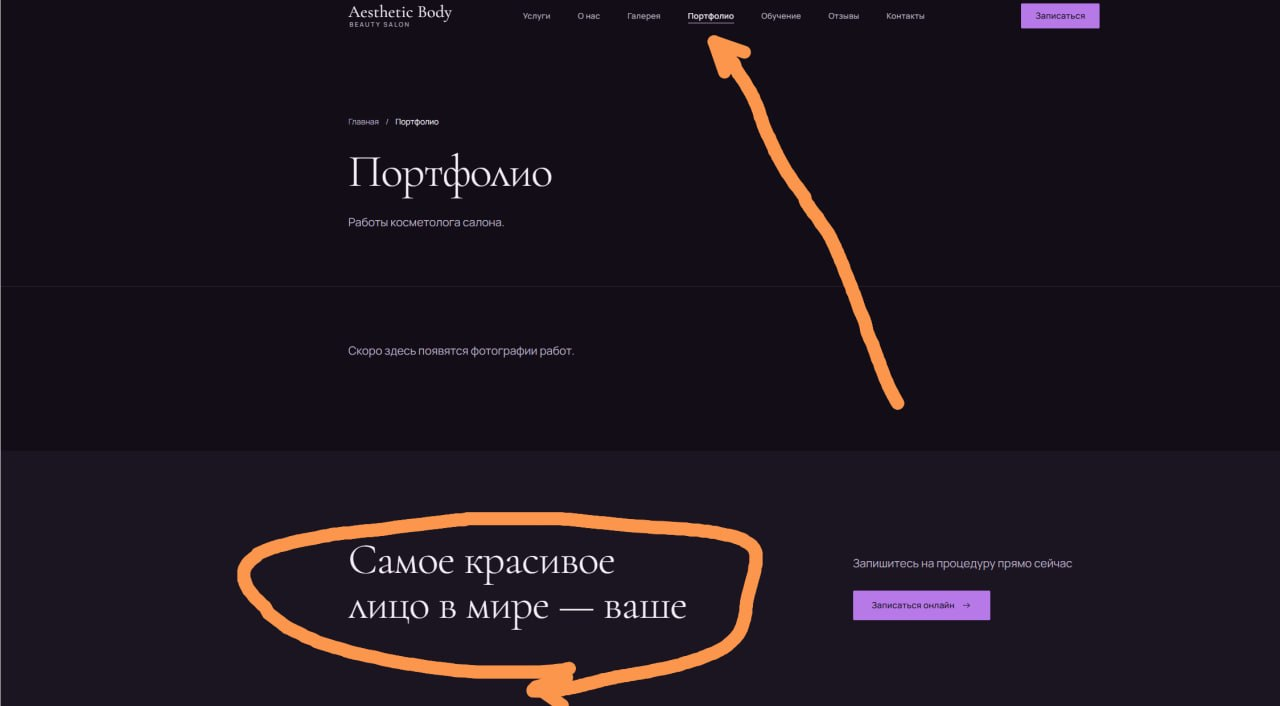 Aesthetic Body
BEAUTY SALON
Услуги
О нас
Галерея
Портфолио
Обучение
Отзывы
Контакты
Записаться
Главная / Портфолио
Портфолио
Работы косметолога салона.
Скоро здесь появятся фотографии работ.
Самое красивое
лицо в мире — ваше
Запишитесь на процедуру прямо сейчас
Записаться онлайн →